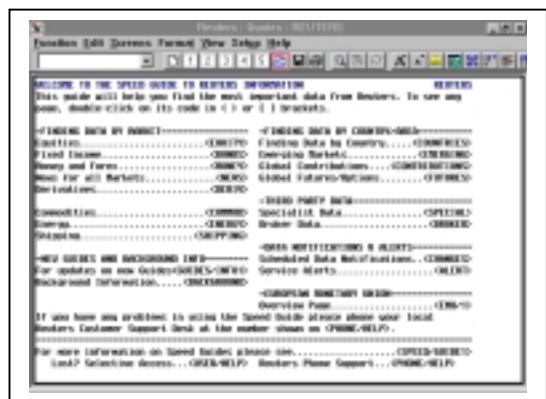 Reuters : Quotes : REUTERS
Function Edit Screens Format View Setup Help
1 2 3 4 5
WELCOME TO THE SPEED GUIDE TO REUTERS INFORMATION REUTERS
This guide will help you find the most important data from Reuters. To see any
page, double-click on its code in < > or [ ] brackets.
=FINDING DATA BY MARKET= =FINDING DATA BY COUNTRY/AREA=
Equities <EQUITY> Finding Data by Country <COUNTRIES>
Fixed Income <BONDS> Emerging Markets <EMERGING>
Money and Forex <MONEY> Global Contributions <CONTRIBUTIONS>
News for all Markets <NEWS> Global Futures/Options <FUTURES>
Derivatives <DERIV>
=THIRD PARTY DATA=
Commodities <COMMOD> Specialist Data <SPECIAL>
Energy <ENERGY> Broker Data <BROKER>
Shipping <SHIPPING>
=DATA NOTIFICATIONS & ALERTS=
=NEW GUIDES AND BACKGROUND INFO= Scheduled Data Notifications <CHANGES>
For updates on new Guides <GUIDES/INFO> Service Alerts <ALERT>
Background Information <BACKGROUND>
=EUROPEAN MONETARY UNION=
Overview Page <EMU/1>
If you have any problems in using the Speed Guide please phone your local
Reuters Customer Support Desk at the number shown on <PHONE/HELP>.
For more information on Speed Guides please see <SPEED/GUIDE1>
Lost? Selective Access...<USER/HELP> Reuters Phone Support...<PHONE/HELP>